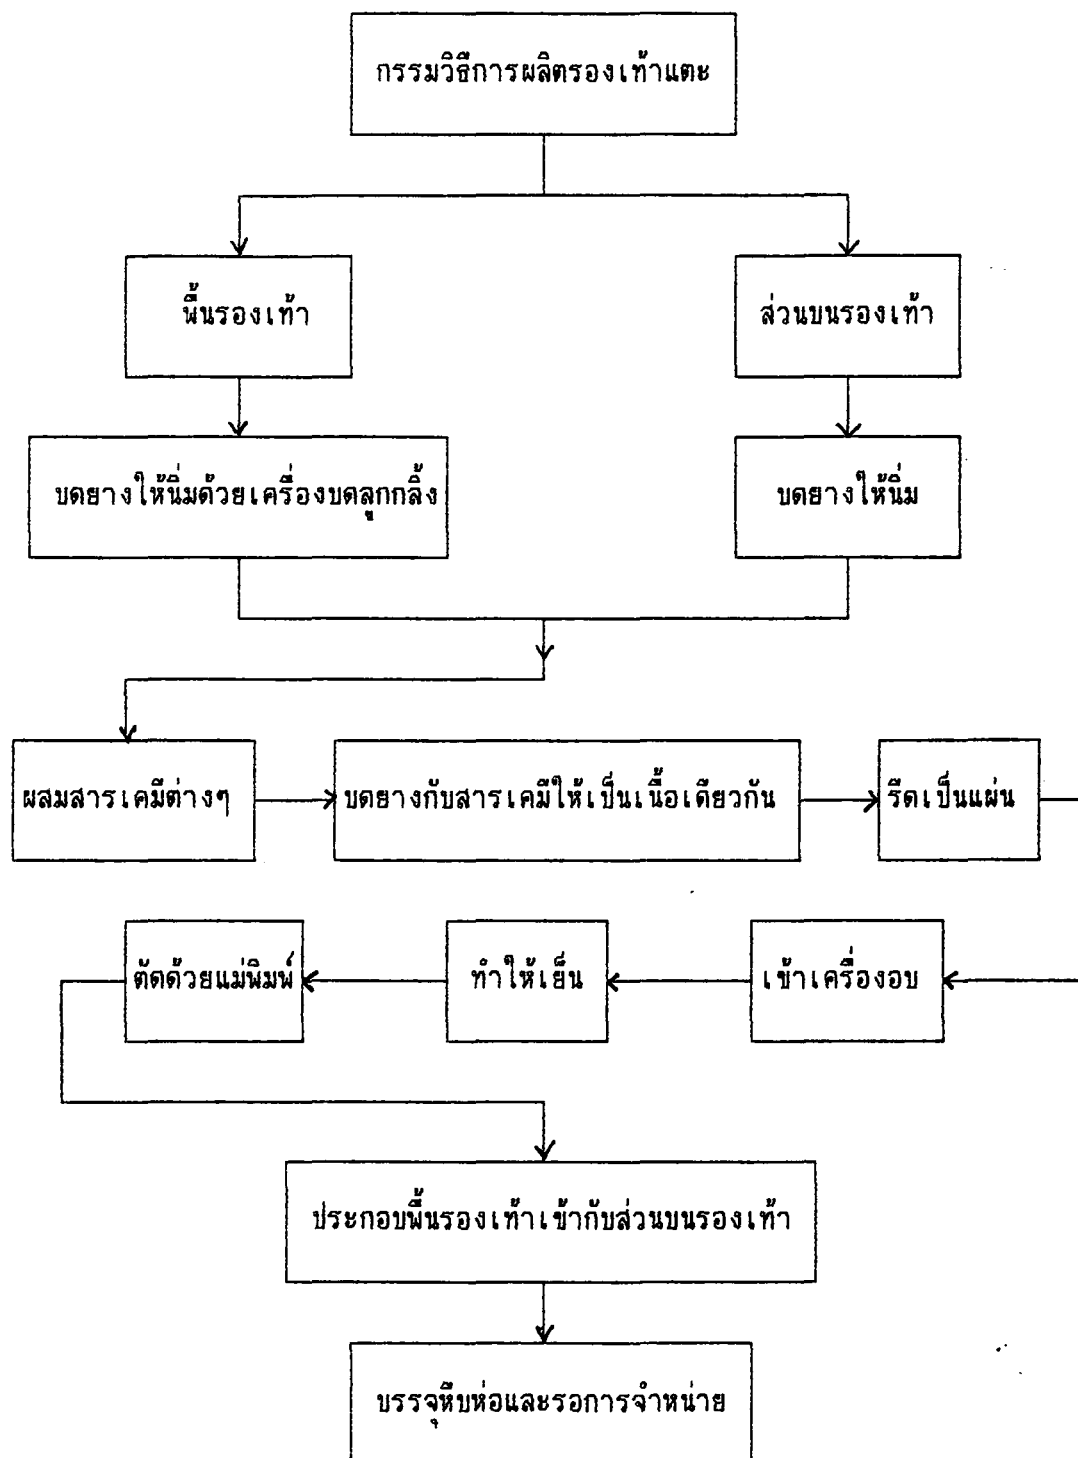 กรรมวิธีการผลิตรองเท้าแตะ
พื้นรองเท้า
ส่วนบนรองเท้า
บดยางให้นิ่มด้วยเครื่องบดลูกกลิ้ง
บดยางให้นิ่ม
ผสมสารเคมีต่างๆ
บดยางกับสารเคมีให้เป็นเนื้อเดียวกัน
รีดเป็นแผ่น
ตัดด้วยแม่พิมพ์
ทำให้เย็น
เข้าเครื่องอบ
ประกอบพื้นรองเท้าเข้ากับส่วนบนรองเท้า
บรรจุหีบห่อและรอการจำหน่าย